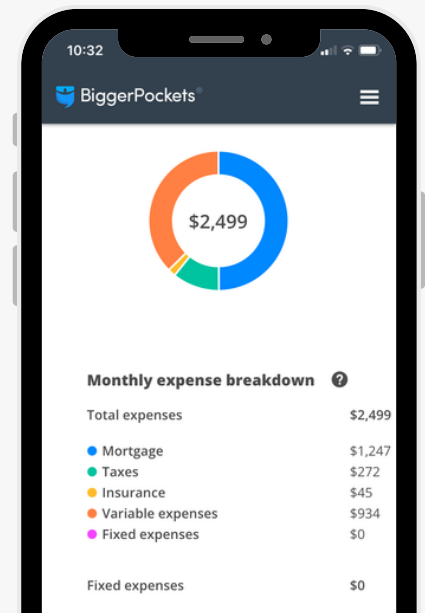 10:32
BiggerPockets®
$2,499
Monthly expense breakdown ?
Total expenses $2,499
Mortgage $1,247
Taxes $272
Insurance $45
Variable expenses $934
Fixed expenses $0
Fixed expenses $0